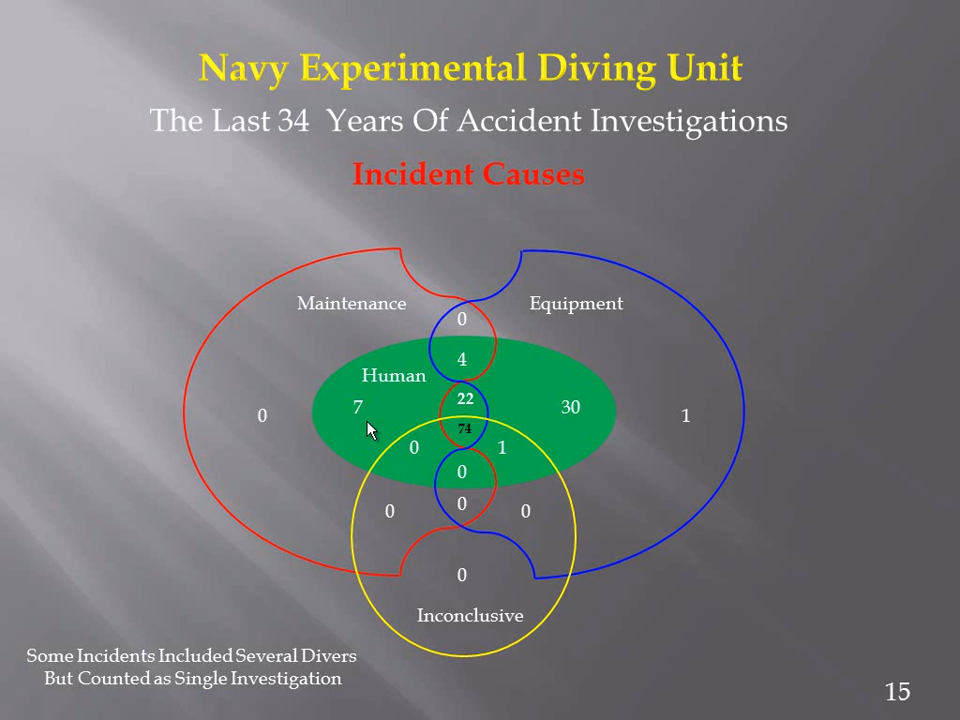 Navy Experimental Diving Unit
The Last 34 Years Of Accident Investigations
Incident Causes
Maintenance
Equipment
0
4
Human
22
7
30
0
1
74
0
1
0
0
0
0
0
Inconclusive
Some Incidents Included Several Divers
But Counted as Single Investigation
15